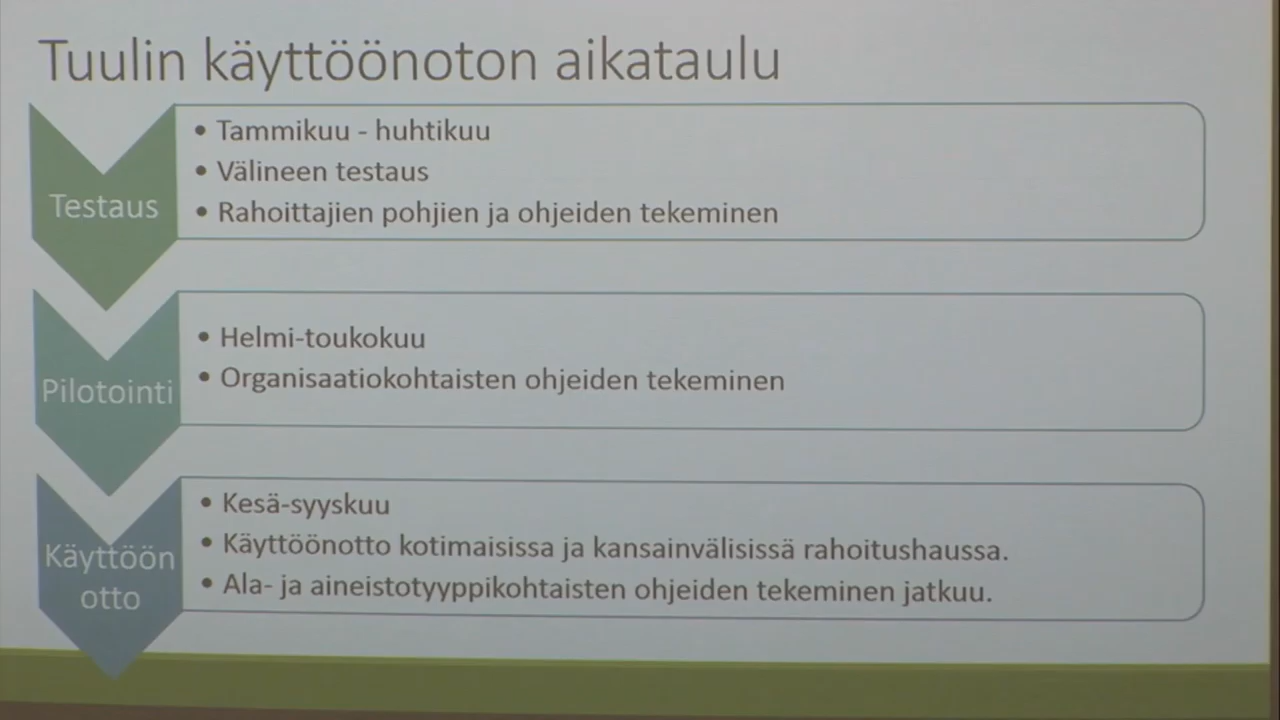 Tuulin käyttöönoton aikataulu
Testaus
• Tammikuu - huhtikuu
• Välineen testaus
• Rahoittajien pohjien ja ohjeiden tekeminen
Pilotointi
• Helmi-toukokuu
• Organisaatiokohtaisten ohjeiden tekeminen
Käyttöön
otto
• Kesä-syyskuu
• Käyttöönotto kotimaisissa ja kansainvälisissä rahoitushaussa.
• Ala- ja aineistotyyppikohtaisten ohjeiden tekeminen jatkuu.